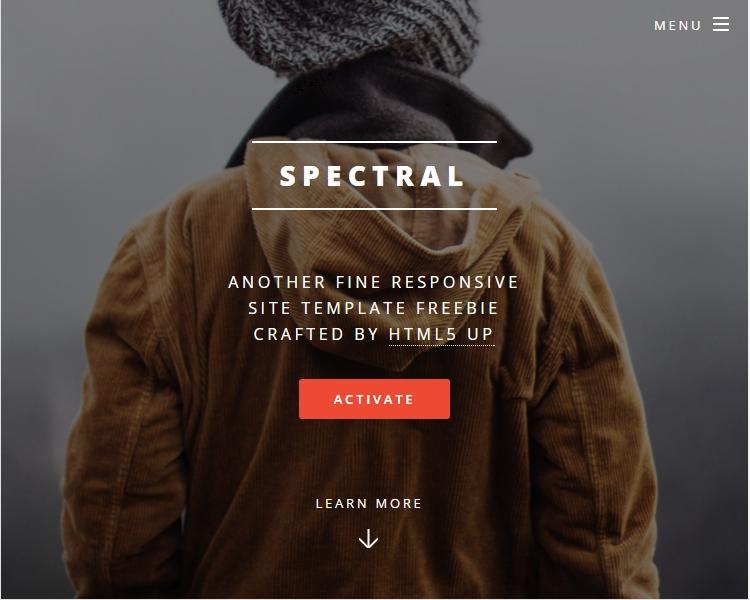 MENU
SPECTRAL
ANOTHER FINE RESPONSIVE
SITE TEMPLATE FREEBIE
CRAFTED BY HTML5 UP
ACTIVATE
LEARN MORE